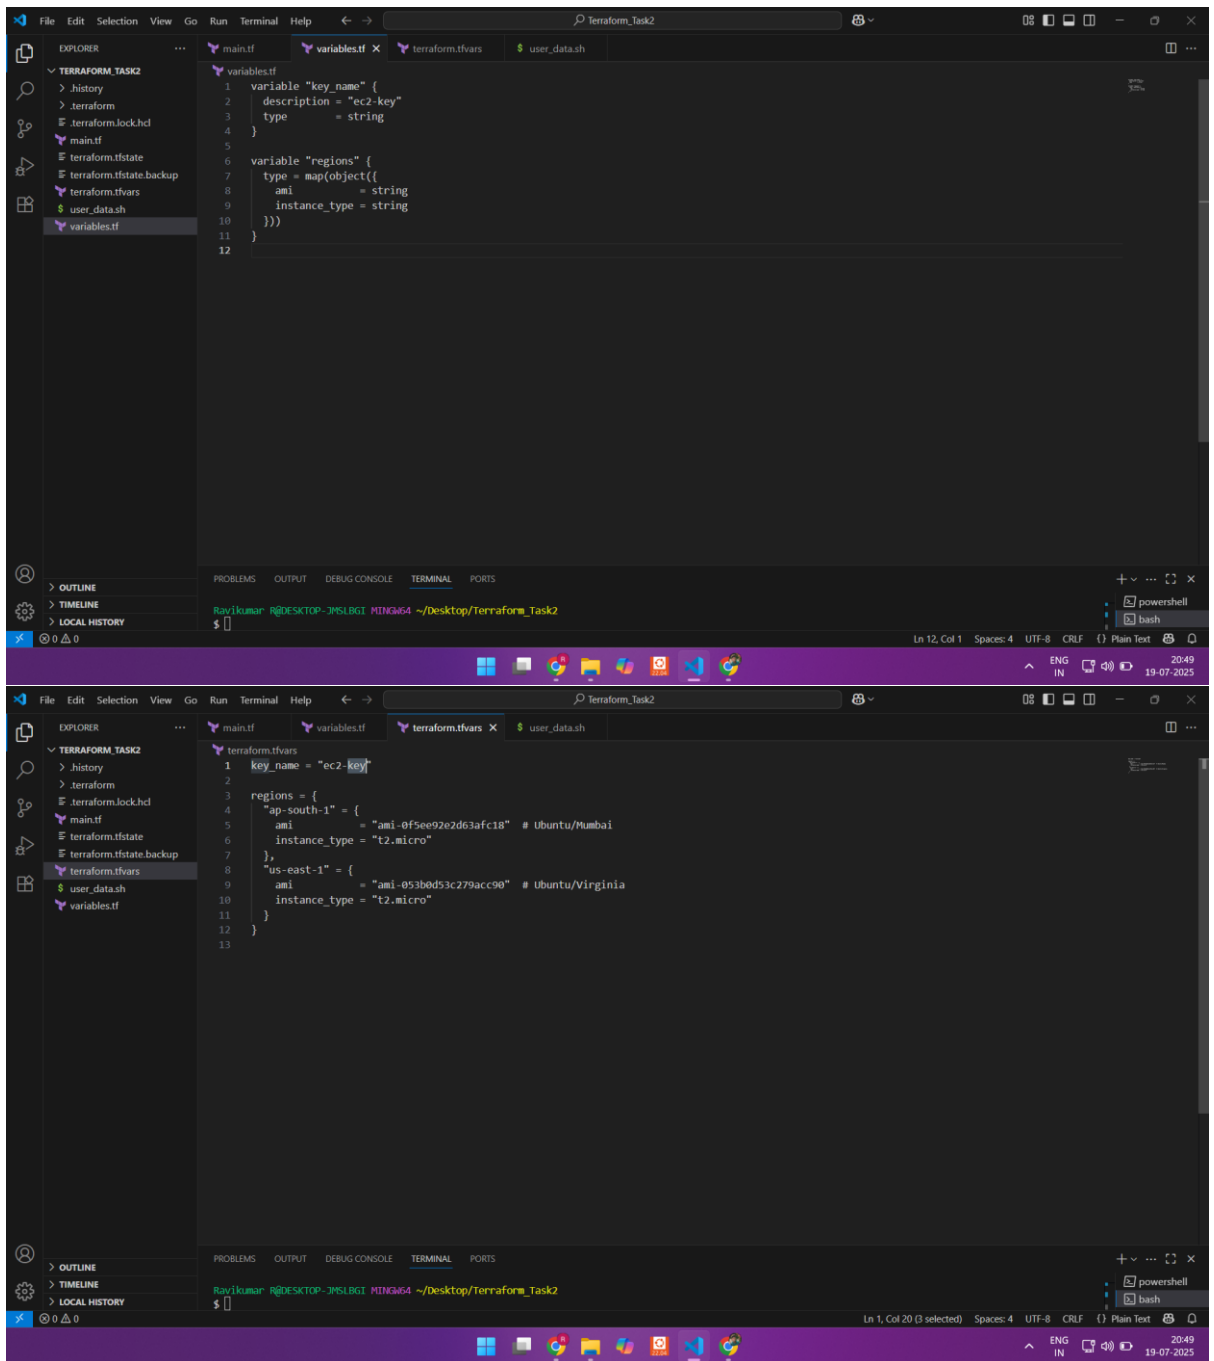 File Edit Selection View Go Run Terminal Help
Terraform_Task2
EXPLORER
main.tf
variables.tf
terraform.tfvars
$ user_data.sh
TERRAFORM_TASK2
.history
.terraform
.terraform.lock.hcl
main.tf
terraform.tfstate
terraform.tfstate.backup
terraform.tfvars
$ user_data.sh
variables.tf
variables.tf
1 variable "key_name" {
2 description = "ec2-key"
3 type = string
4 }
5
6 variable "regions" {
7 type = map(object({
8 ami = string
9 instance_type = string
10 }))
11 }
12
OUTLINE
TIMELINE
LOCAL HISTORY
PROBLEMS OUTPUT DEBUG CONSOLE TERMINAL PORTS
Ravikumar R@DESKTOP-JMSLBGI MINGW64 ~/Desktop/Terraform_Task2
$
powershell
bash
0 0
Ln 12, Col 1 Spaces: 4 UTF-8 CRLF {} Plain Text
ENG
IN
20:49
19-07-2025
File Edit Selection View Go Run Terminal Help
Terraform_Task2
EXPLORER
main.tf
variables.tf
terraform.tfvars
$ user_data.sh
TERRAFORM_TASK2
.history
.terraform
.terraform.lock.hcl
main.tf
terraform.tfstate
terraform.tfstate.backup
terraform.tfvars
$ user_data.sh
variables.tf
terraform.tfvars
1 key_name = "ec2-key"
2
3 regions = {
4 "ap-south-1" = {
5 ami = "ami-0f5ee92e2d63afc18" # Ubuntu/Mumbai
6 instance_type = "t2.micro"
7 },
8 "us-east-1" = {
9 ami = "ami-053b0d53c279acc90" # Ubuntu/Virginia
10 instance_type = "t2.micro"
11 }
12 }
13
OUTLINE
TIMELINE
LOCAL HISTORY
PROBLEMS OUTPUT DEBUG CONSOLE TERMINAL PORTS
Ravikumar R@DESKTOP-JMSLBGI MINGW64 ~/Desktop/Terraform_Task2
$
powershell
bash
0 0
Ln 1, Col 20 (3 selected) Spaces: 4 UTF-8 CRLF {} Plain Text
ENG
IN
20:49
19-07-2025